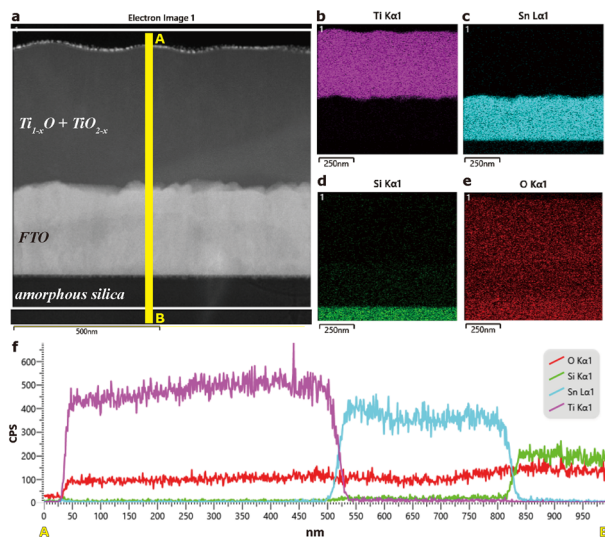 a
Electron Image 1
1
A
Ti1-xO + TiO2-x
FTO
amorphous silica
B
500nm
b
Ti Kα1
1
250nm
c
Sn Lα1
1
250nm
d
Si Kα1
1
250nm
e
O Kα1
1
250nm
f
CPS
600
500
400
300
200
100
0
O Kα1
Si Kα1
Sn Lα1
Ti Kα1
0 50 100 150 200 250 300 350 400 450 500 550 600 650 700 750 800 850 900 950
A
nm